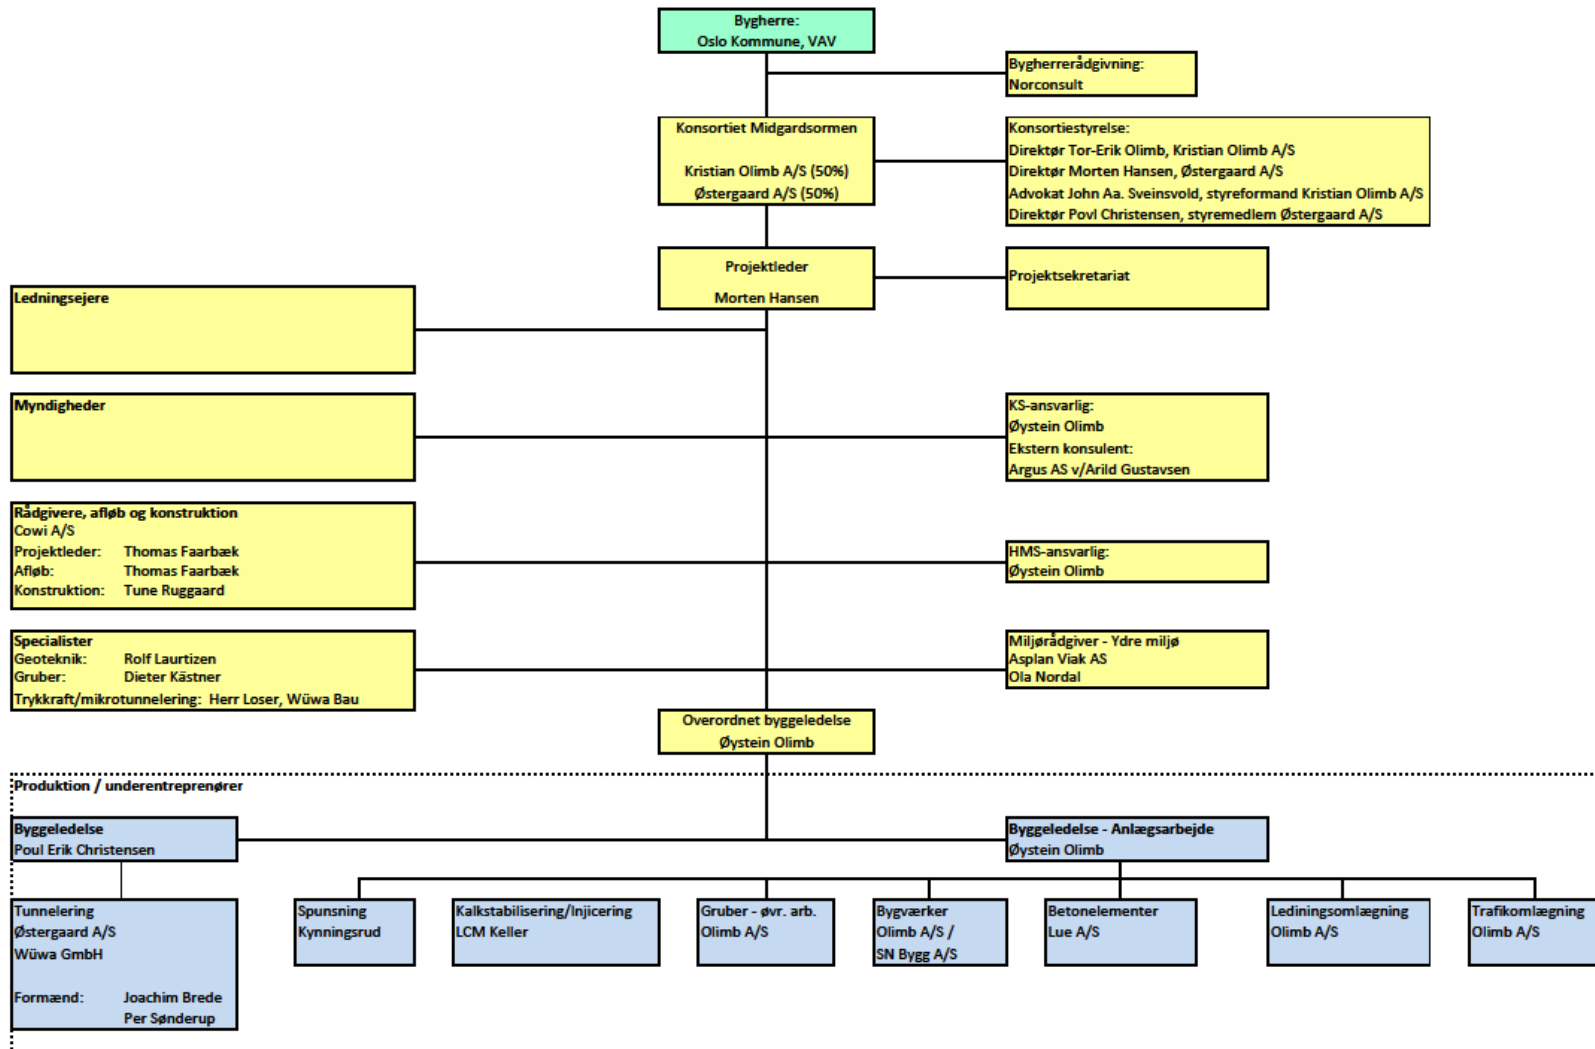 Bygherre:
Oslo Kommune, VAV
Bygherrerådgivning:
Norconsult
Konsortiet Midgardsormen
Kristian Olimb A/S (50%)
Østergaard A/S (50%)
Konsortiestyrelse:
Direktør Tor-Erik Olimb, Kristian Olimb A/S
Direktør Morten Hansen, Østergaard A/S
Advokat John Aa. Sveinsvold, styreformand Kristian Olimb A/S
Direktør Povl Christensen, styremedlem Østergaard A/S
Projektleder
Morten Hansen
Projektsekretariat
Ledningsejere
Myndigheder
KS-ansvarlig:
Øystein Olimb
Ekstern konsulent:
Argus AS v/Arild Gustavsen
Rådgivere, afløb og konstruktion
Cowi A/S
Projektleder: Thomas Faarbæk
Afløb: Thomas Faarbæk
Konstruktion: Tune Ruggaard
HMS-ansvarlig:
Øystein Olimb
Specialister
Geoteknik: Rolf Laurtizen
Gruber: Dieter Kästner
Trykkraft/mikrotunnelering: Herr Loser, Wüwa Bau
Miljørådgiver - Ydre miljø
Asplan Viak AS
Ola Nordal
Overordnet byggeledelse
Øystein Olimb
Produktion / underentreprenører
Byggeledelse
Poul Erik Christensen
Byggeledelse - Anlægsarbejde
Øystein Olimb
Tunnelering
Østergaard A/S
Wüwa GmbH
Formænd: Joachim Brede
Per Sønderup
Spunsning
Kynningsrud
Kalkstabilisering/Injicering
LCM Keller
Gruber - øvr. arb.
Olimb A/S
Bygværker
Olimb A/S /
SN Bygg A/S
Betonelementer
Lue A/S
Lediningsomlægning
Olimb A/S
Trafikomlægning
Olimb A/S